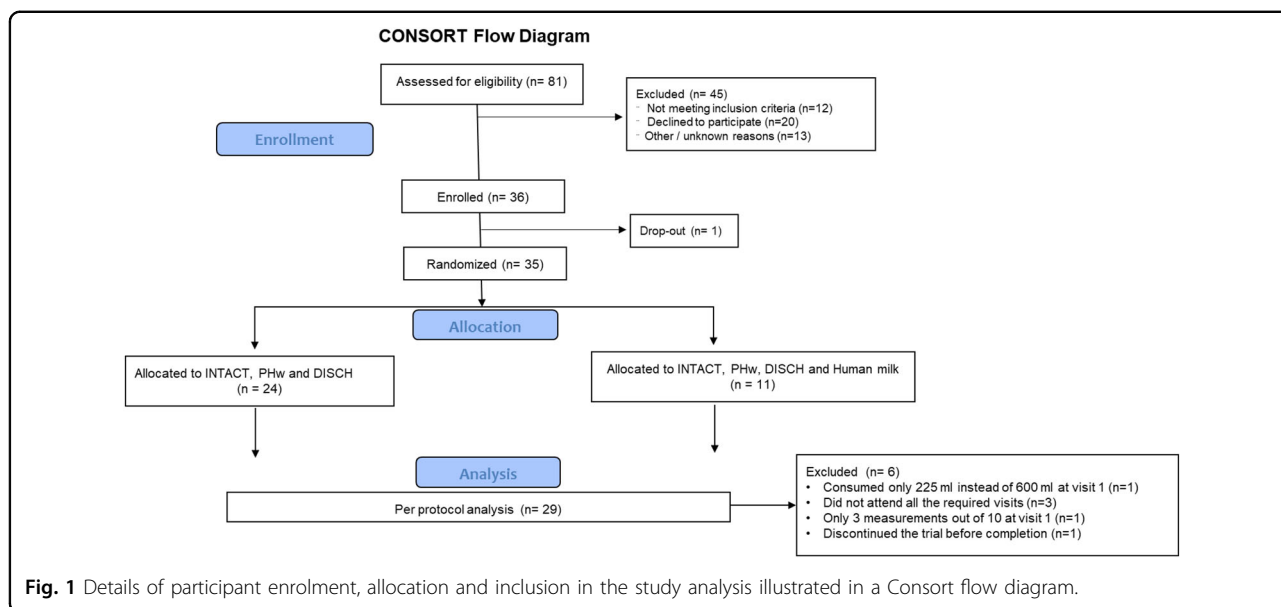 CONSORT Flow Diagram
Assessed for eligibility (n= 81)
Excluded (n= 45)
- Not meeting inclusion criteria (n=12)
- Declined to participate (n=20)
- Other / unknown reasons (n=13)
Enrollment
Enrolled (n= 36)
Drop-out (n= 1)
Randomized (n= 35)
Allocation
Allocated to INTACT, PHw and DISCH
(n = 24)
Allocated to INTACT, PHw, DISCH and Human milk
(n = 11)
Analysis
Per protocol analysis (n= 29)
Excluded (n= 6)
• Consumed only 225 ml instead of 600 ml at visit 1 (n=1)
• Did not attend all the required visits (n=3)
• Only 3 measurements out of 10 at visit 1 (n=1)
• Discontinued the trial before completion (n=1)
Fig. 1 Details of participant enrolment, allocation and inclusion in the study analysis illustrated in a Consort flow diagram.